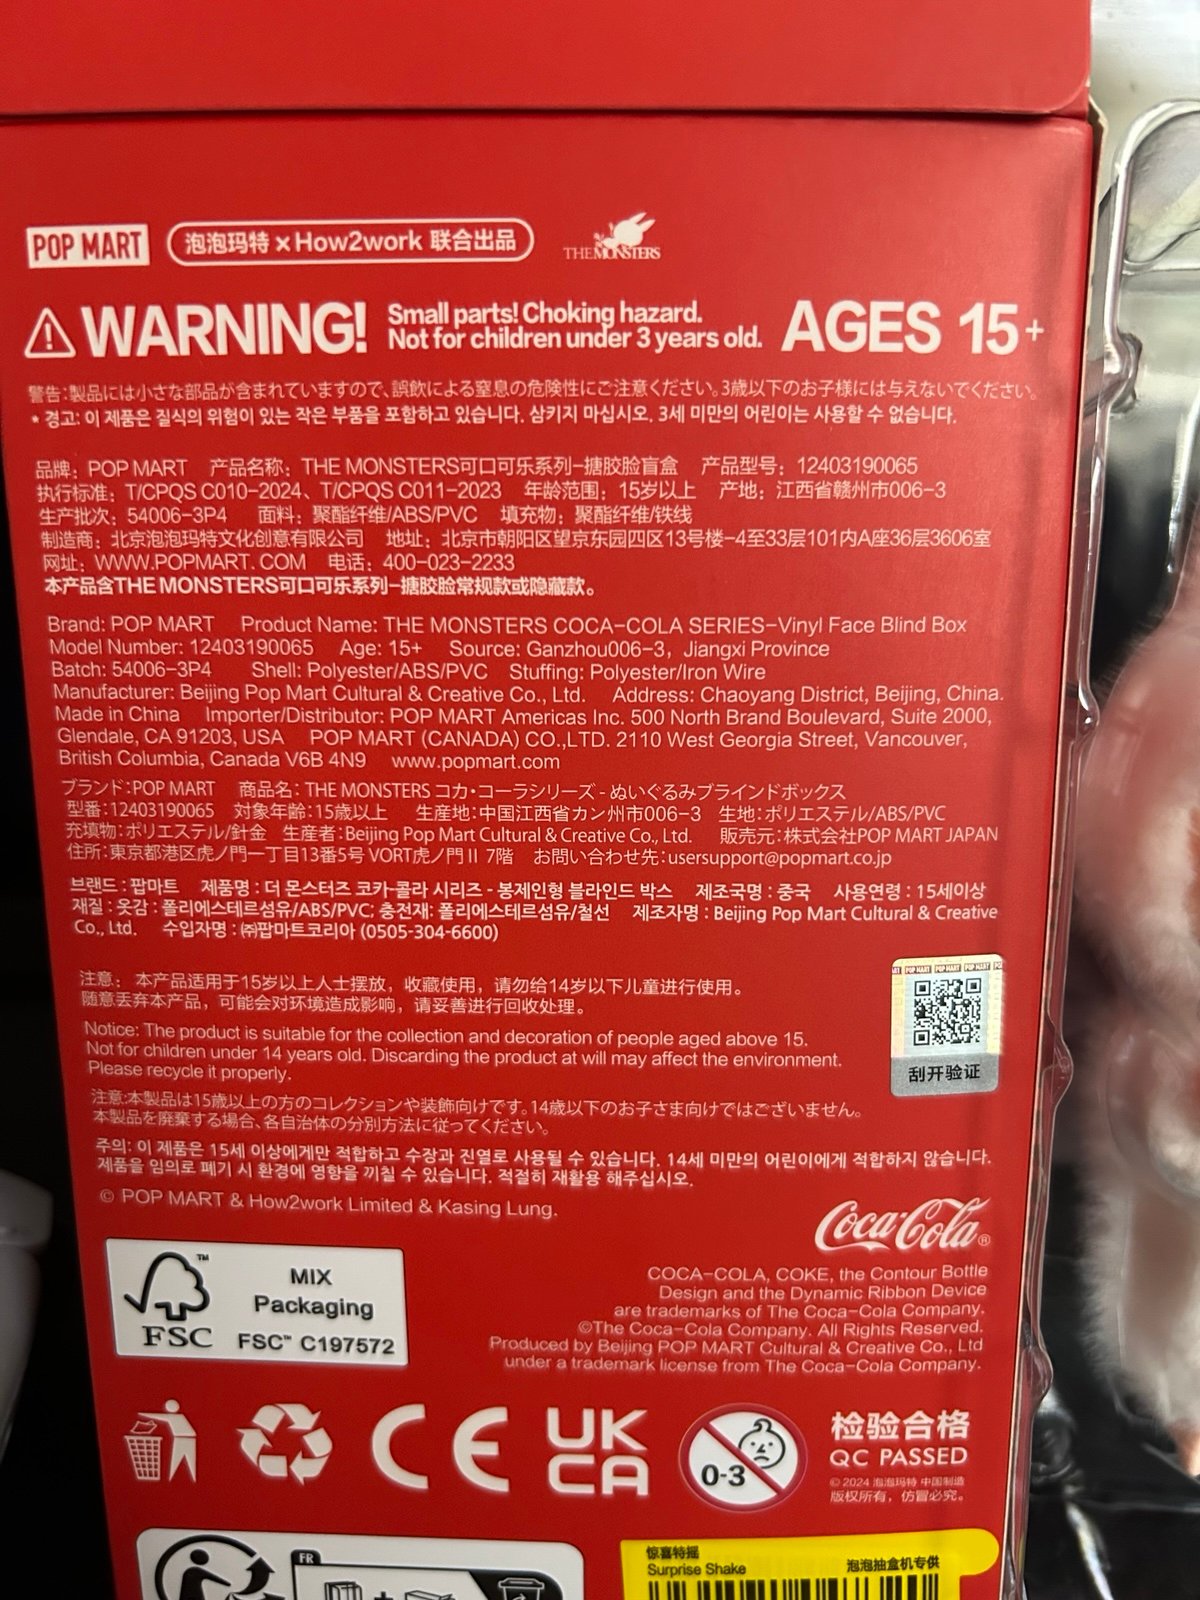 POP MART 泡泡玛特×How2work 联合出品 THE MONSTERS
WARNING! Small parts! Choking hazard. Not for children under 3 years old. AGES 15+
警告:製品には小さな部品が含まれていますので、誤飲による窒息の危険性にご注意ください。3歳以下のお子様には与えないでください。
* 경고: 이 제품은 질식의 위험이 있는 작은 부품을 포함하고 있습니다. 삼키지 마십시오. 3세 미만의 어린이는 사용할 수 없습니다.
品牌：POP MART 产品名称：THE MONSTERS可口可乐系列-搪胶脸盲盒 产品型号：12403190065
执行标准：T/CPQS C010-2024、T/CPQS C011-2023 年龄范围：15岁以上 产地：江西省赣州市006-3
生产批次：54006-3P4 面料：聚酯纤维/ABS/PVC 填充物：聚酯纤维/铁线
制造商：北京泡泡玛特文化创意有限公司 地址：北京市朝阳区望京东园四区13号楼-4至33层101内A座36层3606室
网址：WWW.POPMART.COM 电话：400-023-2233
本产品含THE MONSTERS可口可乐系列-搪胶脸常规款或隐藏款。
Brand: POP MART Product Name: THE MONSTERS COCA-COLA SERIES-Vinyl Face Blind Box
Model Number: 12403190065 Age: 15+ Source: Ganzhou006-3, Jiangxi Province
Batch: 54006-3P4 Shell: Polyester/ABS/PVC Stuffing: Polyester/Iron Wire
Manufacturer: Beijing Pop Mart Cultural & Creative Co., Ltd. Address: Chaoyang District, Beijing, China.
Made in China Importer/Distributor: POP MART Americas Inc. 500 North Brand Boulevard, Suite 2000,
Glendale, CA 91203, USA POP MART (CANADA) CO.,LTD. 2110 West Georgia Street, Vancouver,
British Columbia, Canada V6B 4N9 www.popmart.com
ブランド:POP MART 商品名：THE MONSTERS コカ・コーラシリーズ - ぬいぐるみブラインドボックス
型番:12403190065 対象年齢:15歳以上 生産地:中国江西省カン州市006-3 生地:ポリエステル/ABS/PVC
充填物:ポリエステル/針金 生産者:Beijing Pop Mart Cultural & Creative Co., Ltd. 販売元:株式会社POP MART JAPAN
住所:東京都港区虎ノ門一丁目13番5号 VORT虎ノ門Ⅱ 7階 お問い合わせ先:usersupport@popmart.co.jp
브랜드 : 팝마트 제품명 : 더 몬스터즈 코카-콜라 시리즈 - 봉제인형 블라인드 박스 제조국명 : 중국 사용연령 : 15세이상
재질 : 옷감 : 폴리에스테르섬유/ABS/PVC; 충전재: 폴리에스테르섬유/철선 제조자명 : Beijing Pop Mart Cultural & Creative
Co., Ltd. 수입자명 : ㈜팝마트코리아 (0505-304-6600)
注意：本产品适用于15岁以上人士摆放，收藏使用，请勿给14岁以下儿童进行使用。
随意丢弃本产品，可能会对环境造成影响，请妥善进行回收处理。
POP MART POP MART POP MART
刮开验证
Notice: The product is suitable for the collection and decoration of people aged above 15.
Not for children under 14 years old. Discarding the product at will may affect the environment.
Please recycle it properly.
注意:本製品は15歳以上の方のコレクションや装飾向けです。14歳以下のお子さま向けではございません。
本製品を廃棄する場合、各自治体の分別方法に従ってください。
주의: 이 제품은 15세 이상에게만 적합하고 수장과 진열로 사용될 수 있습니다. 14세 미만의 어린이에게 적합하지 않습니다.
제품을 임의로 폐기 시 환경에 영향을 끼칠 수 있습니다. 적절히 재활용 해주십시오.
© POP MART & How2work Limited & Kasing Lung.
Coca-Cola®
COCA-COLA, COKE, the Contour Bottle
Design and the Dynamic Ribbon Device
are trademarks of The Coca-Cola Company.
©The Coca-Cola Company. All Rights Reserved.
Produced by Beijing POP MART Cultural & Creative Co., Ltd
under a trademark license from The Coca-Cola Company.
™
FSC
MIX
Packaging
FSC™ C197572
CE
UK
CA
0-3
检验合格
QC PASSED
© 2024 泡泡玛特 中国制造
版权所有，仿冒必究。
FR
惊喜特摇
Surprise Shake
泡泡抽盒机专供